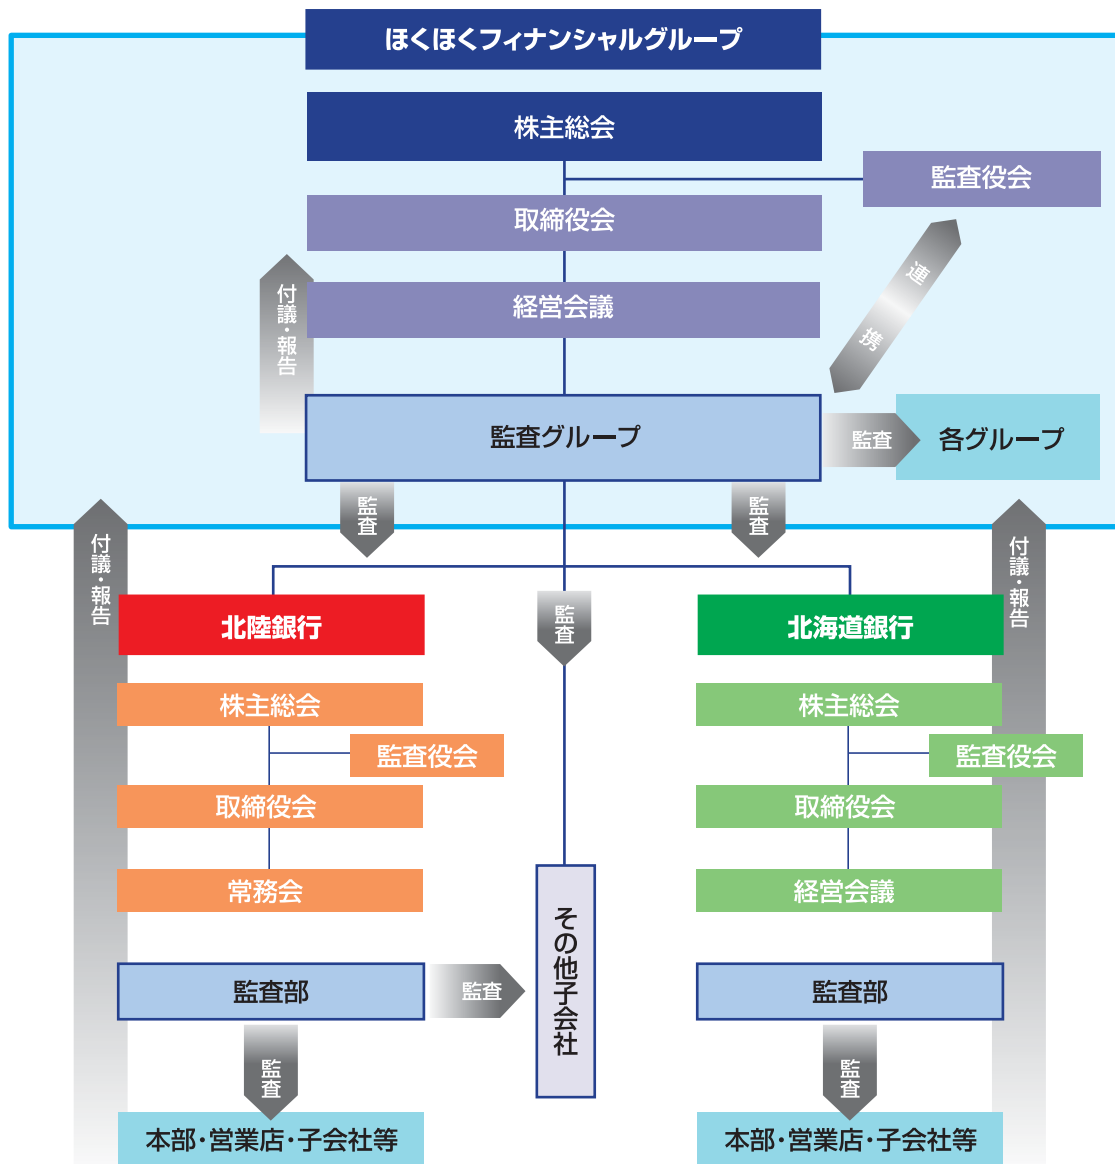 ほくほくフィナンシャルグループ
株主総会
監査役会
取締役会
経営会議
付議・報告
連携
監査グループ
監査
各グループ
監査
監査
付議・報告
付議・報告
北陸銀行
監査
北海道銀行
株主総会
監査役会
取締役会
常務会
株主総会
監査役会
取締役会
経営会議
その他子会社
監査部
監査
監査部
監査
監査
本部・営業店・子会社等
本部・営業店・子会社等